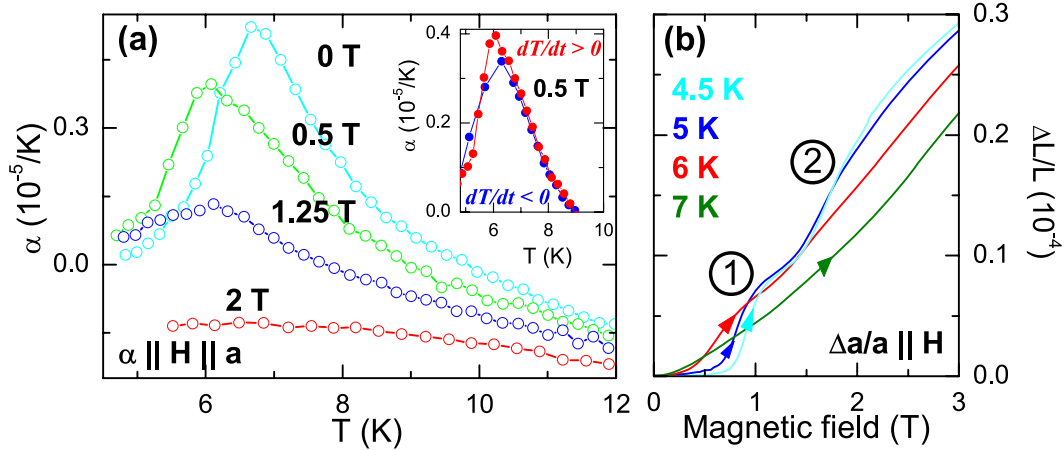 (a)
0 T
0.5 T
1.25 T
2 T
α || H || a
α (10⁻⁵/K)
0.3
0.0
6
8
10
12
T (K)
α (10⁻⁵/K)
0.4
0.2
0.0
dT/dt > 0
0.5 T
dT/dt < 0
6
8
10
T (K)
(b)
4.5 K
5 K
6 K
7 K
1
2
Δa/a || H
0
1
2
3
Magnetic field (T)
0.3
0.2
0.1
0.0
ΔL/L (10⁻⁴)